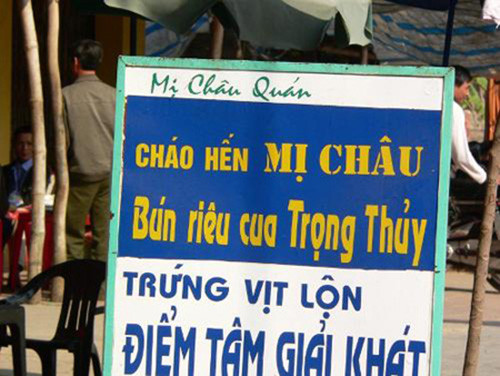 Mị Châu Quán
CHÁO HẾN MỊ CHÂU
Bún riêu cua Trọng Thủy
TRỨNG VỊT LỘN
ĐIỂM TÂM GIẢI KHÁT